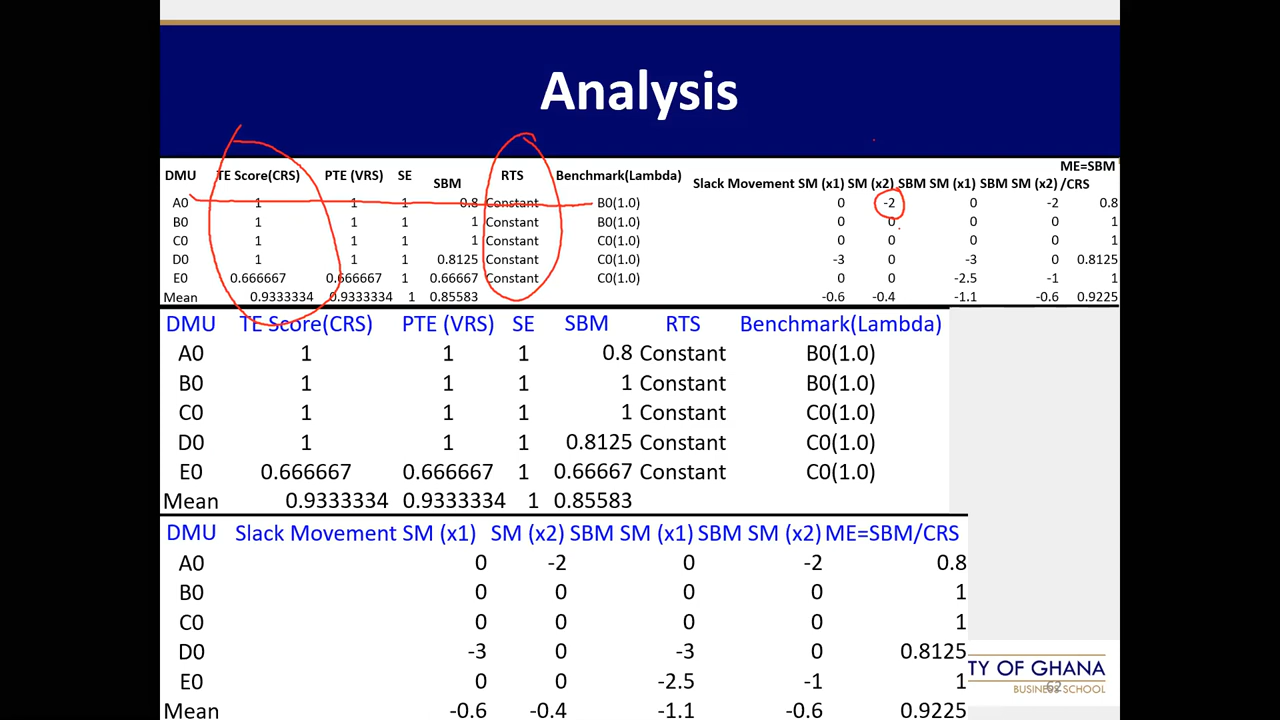 Analysis
ME=SBM
DMU TE Score(CRS) PTE (VRS) SE SBM RTS Benchmark(Lambda) Slack Movement SM (x1) SM (x2) SBM SM (x1) SBM SM (x2) /CRS
A0 1 1 1 0.8 Constant B0(1.0) 0 -2 0 -2 0.8
B0 1 1 1 1 Constant B0(1.0) 0 0 0 0 1
C0 1 1 1 1 Constant C0(1.0) 0 0 0 0 1
D0 1 1 1 0.8125 Constant C0(1.0) -3 0 -3 0 0.8125
E0 0.666667 0.666667 1 0.66667 Constant C0(1.0) 0 0 -2.5 -1 1
Mean 0.9333334 0.9333334 1 0.85583 -0.6 -0.4 -1.1 -0.6 0.9225
DMU TE Score(CRS) PTE (VRS) SE SBM RTS Benchmark(Lambda)
A0 1 1 1 0.8 Constant B0(1.0)
B0 1 1 1 1 Constant B0(1.0)
C0 1 1 1 1 Constant C0(1.0)
D0 1 1 1 0.8125 Constant C0(1.0)
E0 0.666667 0.666667 1 0.66667 Constant C0(1.0)
Mean 0.9333334 0.9333334 1 0.85583
DMU Slack Movement SM (x1) SM (x2) SBM SM (x1) SBM SM (x2) ME=SBM/CRS
A0 0 -2 0 -2 0.8
B0 0 0 0 0 1
C0 0 0 0 0 1
D0 -3 0 -3 0 0.8125
E0 0 0 -2.5 -1 1
Mean -0.6 -0.4 -1.1 -0.6 0.9225
TY OF GHANA
BUSINESS SCHOOL
62